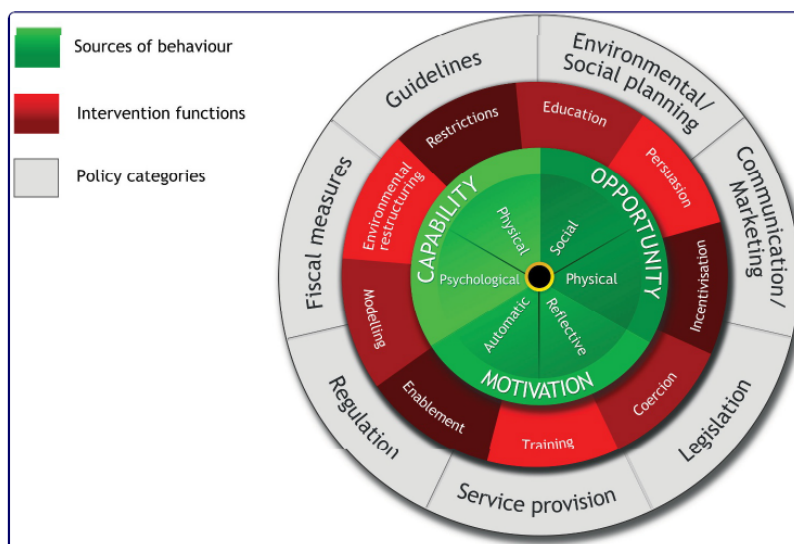 Sources of behaviour
Intervention functions
Policy categories
Guidelines
Environmental/
Social planning
Communication/
Marketing
Legislation
Service provision
Regulation
Fiscal measures
Restrictions
Education
Persuasion
Incentivisation
Coercion
Training
Enablement
Modelling
Environmental
restructuring
CAPABILITY
OPPORTUNITY
MOTIVATION
Physical
Social
Psychological
Physical
Automatic
Reflective